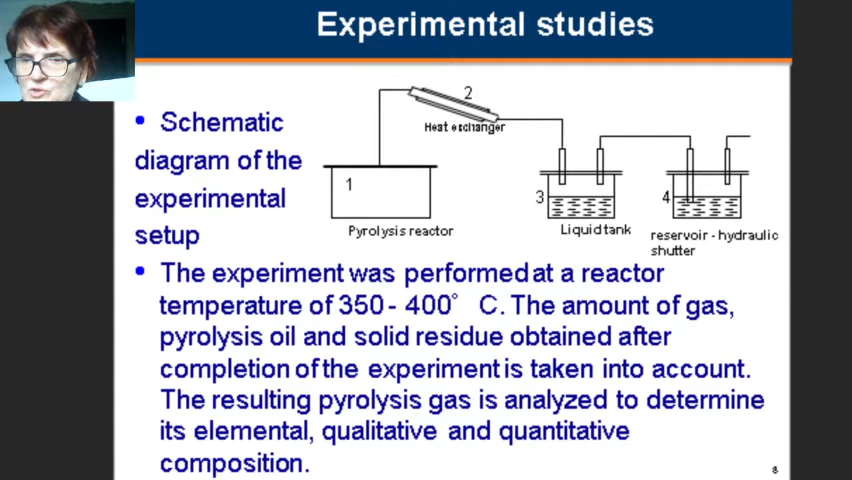 Experimental studies
• Schematic
diagram of the
experimental
setup
2
Heat exchanger
1
Pyrolysis reactor
3
Liquid tank
4
reservoir - hydraulic
shutter
• The experiment was performed at a reactor
temperature of 350 - 400° C. The amount of gas,
pyrolysis oil and solid residue obtained after
completion of the experiment is taken into account.
The resulting pyrolysis gas is analyzed to determine
its elemental, qualitative and quantitative
composition.
8